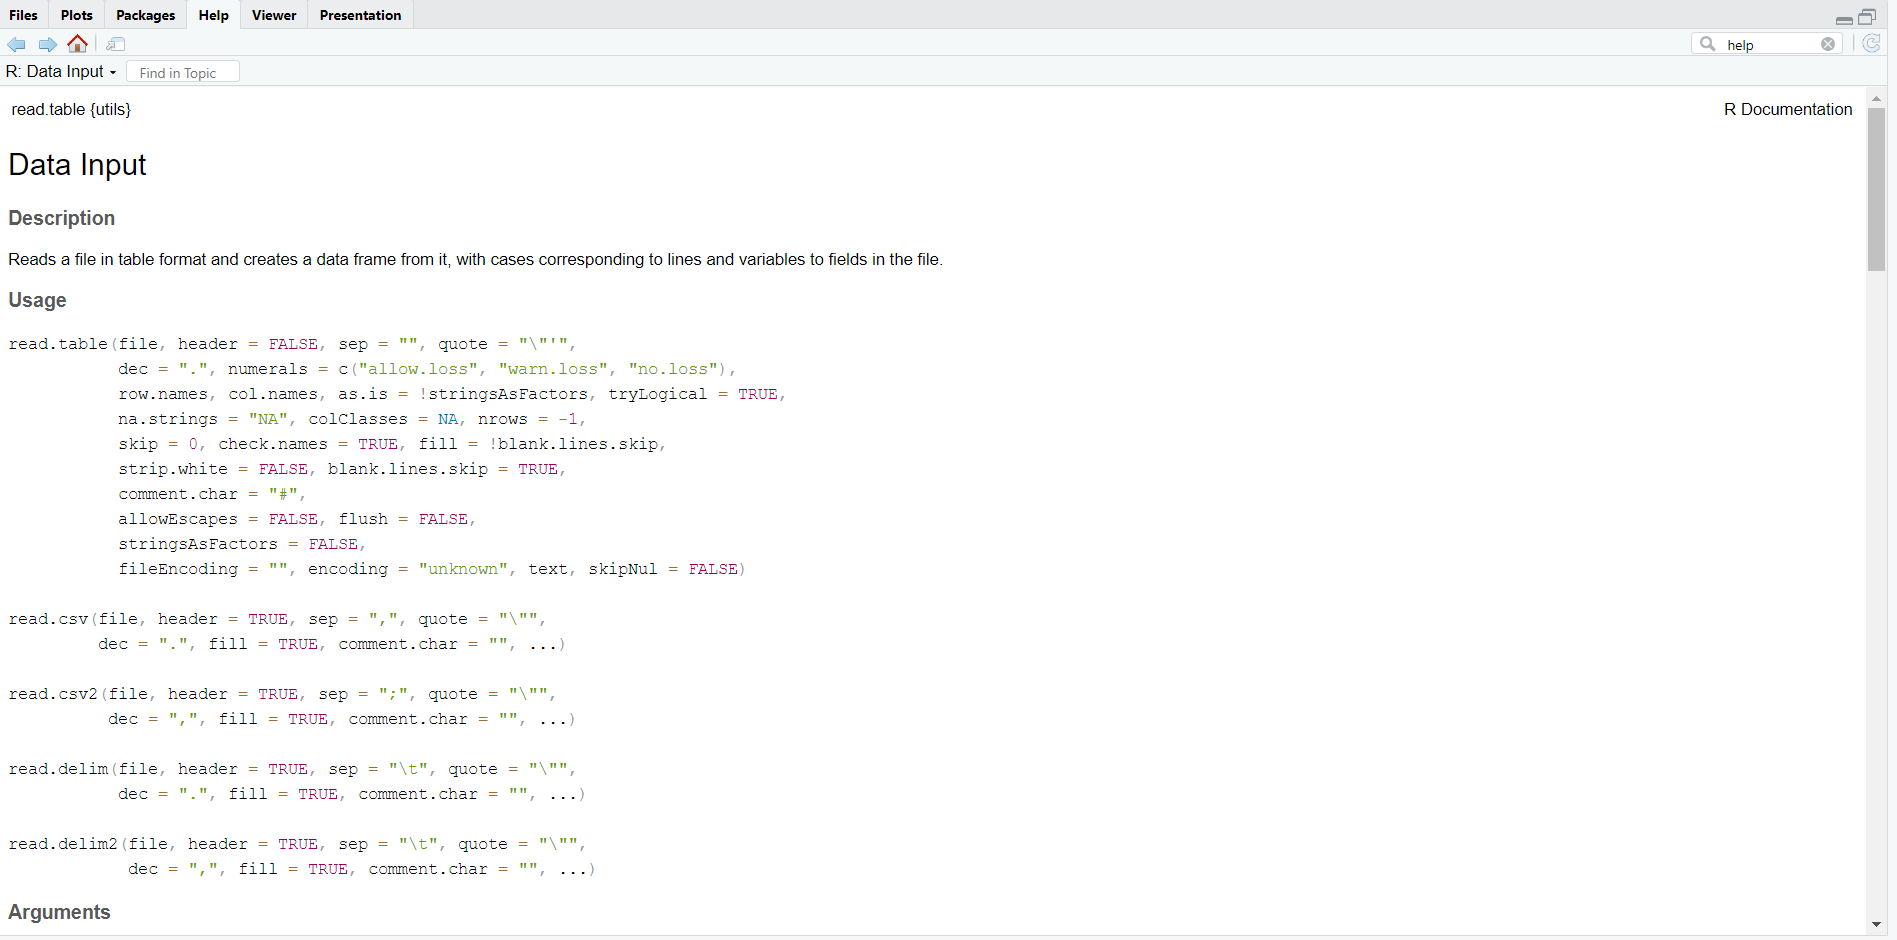 Files Plots Packages Help Viewer Presentation
help
R: Data Input Find in Topic
read.table {utils} R Documentation
Data Input
Description
Reads a file in table format and creates a data frame from it, with cases corresponding to lines and variables to fields in the file.
Usage
read.table(file, header = FALSE, sep = "", quote = "\"'",
           dec = ".", numerals = c("allow.loss", "warn.loss", "no.loss"),
           row.names, col.names, as.is = !stringsAsFactors, tryLogical = TRUE,
           na.strings = "NA", colClasses = NA, nrows = -1,
           skip = 0, check.names = TRUE, fill = !blank.lines.skip,
           strip.white = FALSE, blank.lines.skip = TRUE,
           comment.char = "#",
           allowEscapes = FALSE, flush = FALSE,
           stringsAsFactors = FALSE,
           fileEncoding = "", encoding = "unknown", text, skipNul = FALSE)
read.csv(file, header = TRUE, sep = ",", quote = "\"",
         dec = ".", fill = TRUE, comment.char = "", ...)
read.csv2(file, header = TRUE, sep = ";", quote = "\"",
          dec = ",", fill = TRUE, comment.char = "", ...)
read.delim(file, header = TRUE, sep = "\t", quote = "\"",
           dec = ".", fill = TRUE, comment.char = "", ...)
read.delim2(file, header = TRUE, sep = "\t", quote = "\"",
            dec = ",", fill = TRUE, comment.char = "", ...)
Arguments